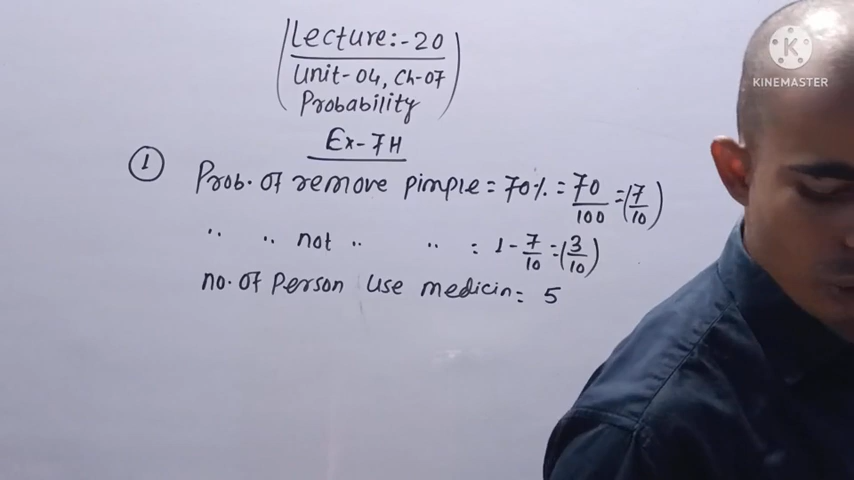 Lecture:-20
Unit-04, Ch-07
Probability
Ex-7H
① Prob. of remove pimple = 70% = 70/100 = (7/10)
" " not " " = 1 - 7/10 = (3/10)
no. of Person Use medicin = 5
K
KINEMASTER